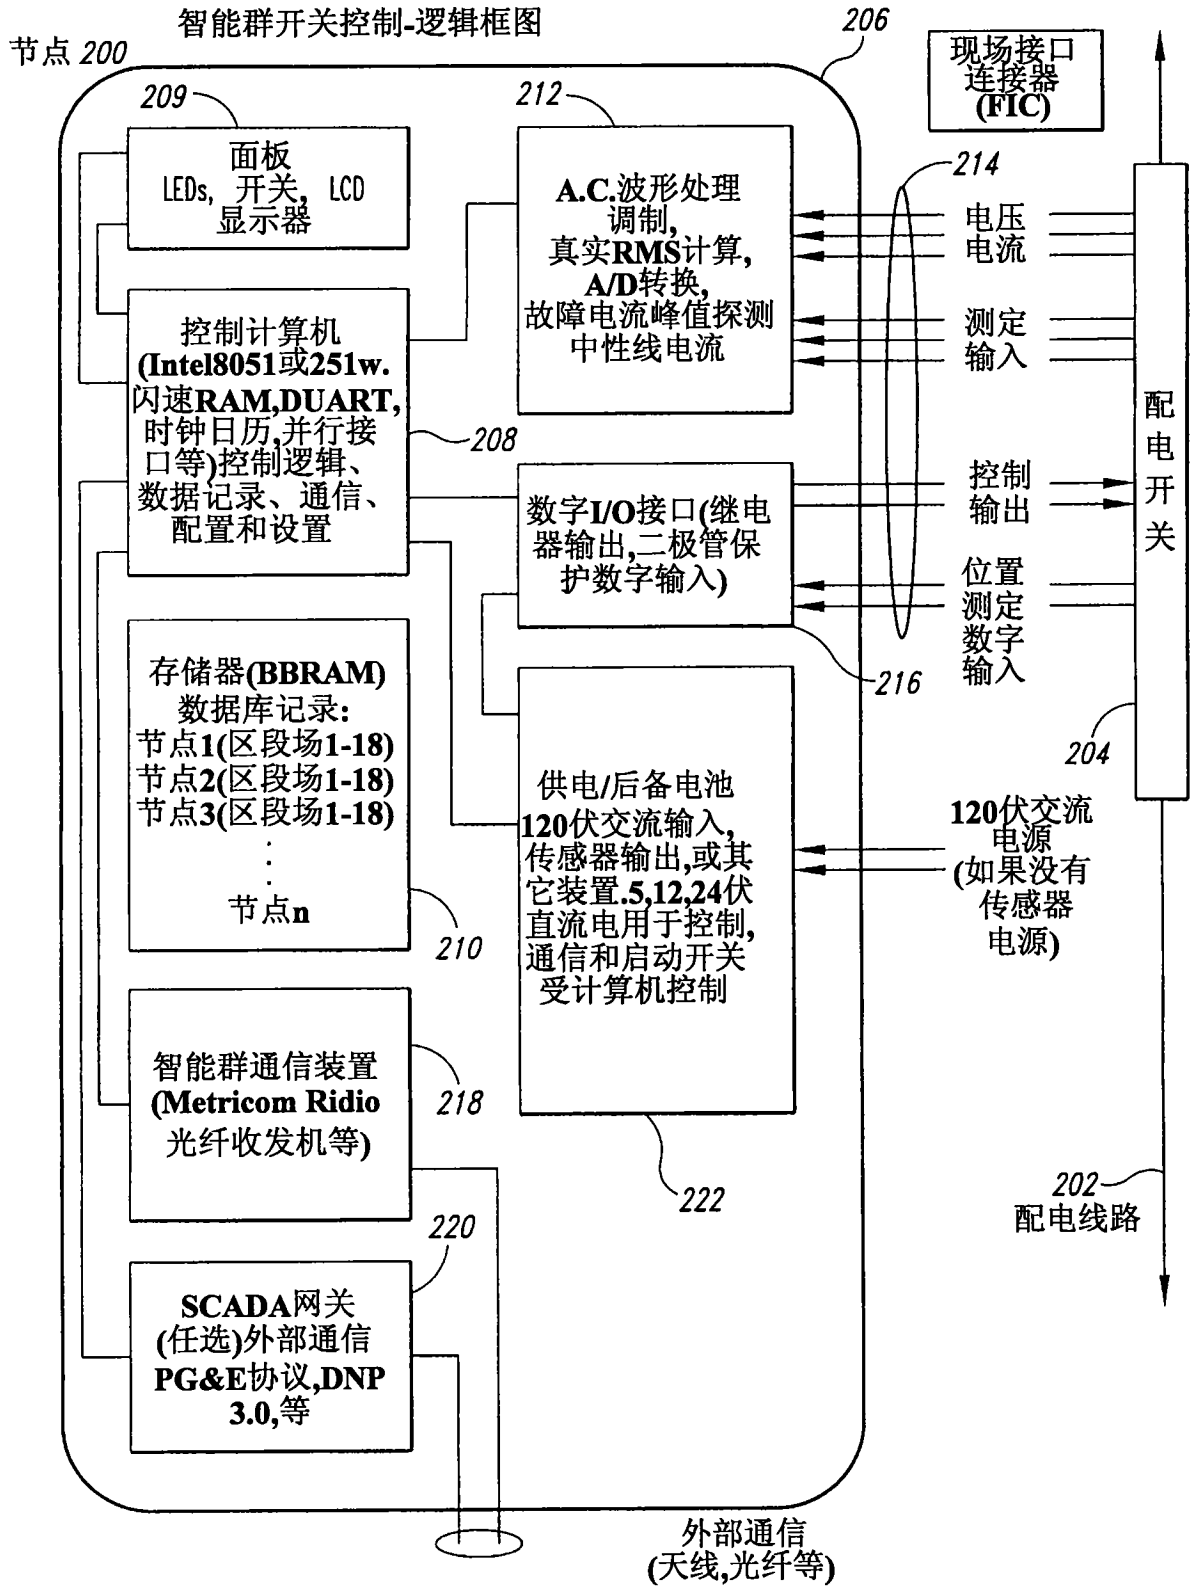 智能群开关控制-逻辑框图
节点 200
206
现场接口
连接器
(FIC)
209
面板
LEDs, 开关, LCD
显示器
212
A.C.波形处理
调制,
真实RMS计算,
A/D转换,
故障电流峰值探测
中性线电流
214
电压
电流
测定
输入
控制计算机
(Intel8051或251w.
闪速RAM,DUART,
时钟日历,并行接
口等)控制逻辑、
数据记录、通信、
配置和设置
208
数字I/O接口(继电
器输出,二极管保
护数字输入)
216
控制
输出
位置
测定
数字
输入
配电开关
204
存储器(BBRAM)
数据库记录:
节点1(区段场1-18)
节点2(区段场1-18)
节点3(区段场1-18)
节点n
210
供电/后备电池
120伏交流输入,
传感器输出,或其
它装置.5,12,24伏
直流电用于控制,
通信和启动开关
受计算机控制
222
120伏交流
电源
(如果没有
传感器
电源)
智能群通信装置
(Metricom Ridio
光纤收发机等)
218
202
配电线路
220
SCADA网关
(任选)外部通信
PG&E协议,DNP
3.0,等
外部通信
(天线,光纤等)